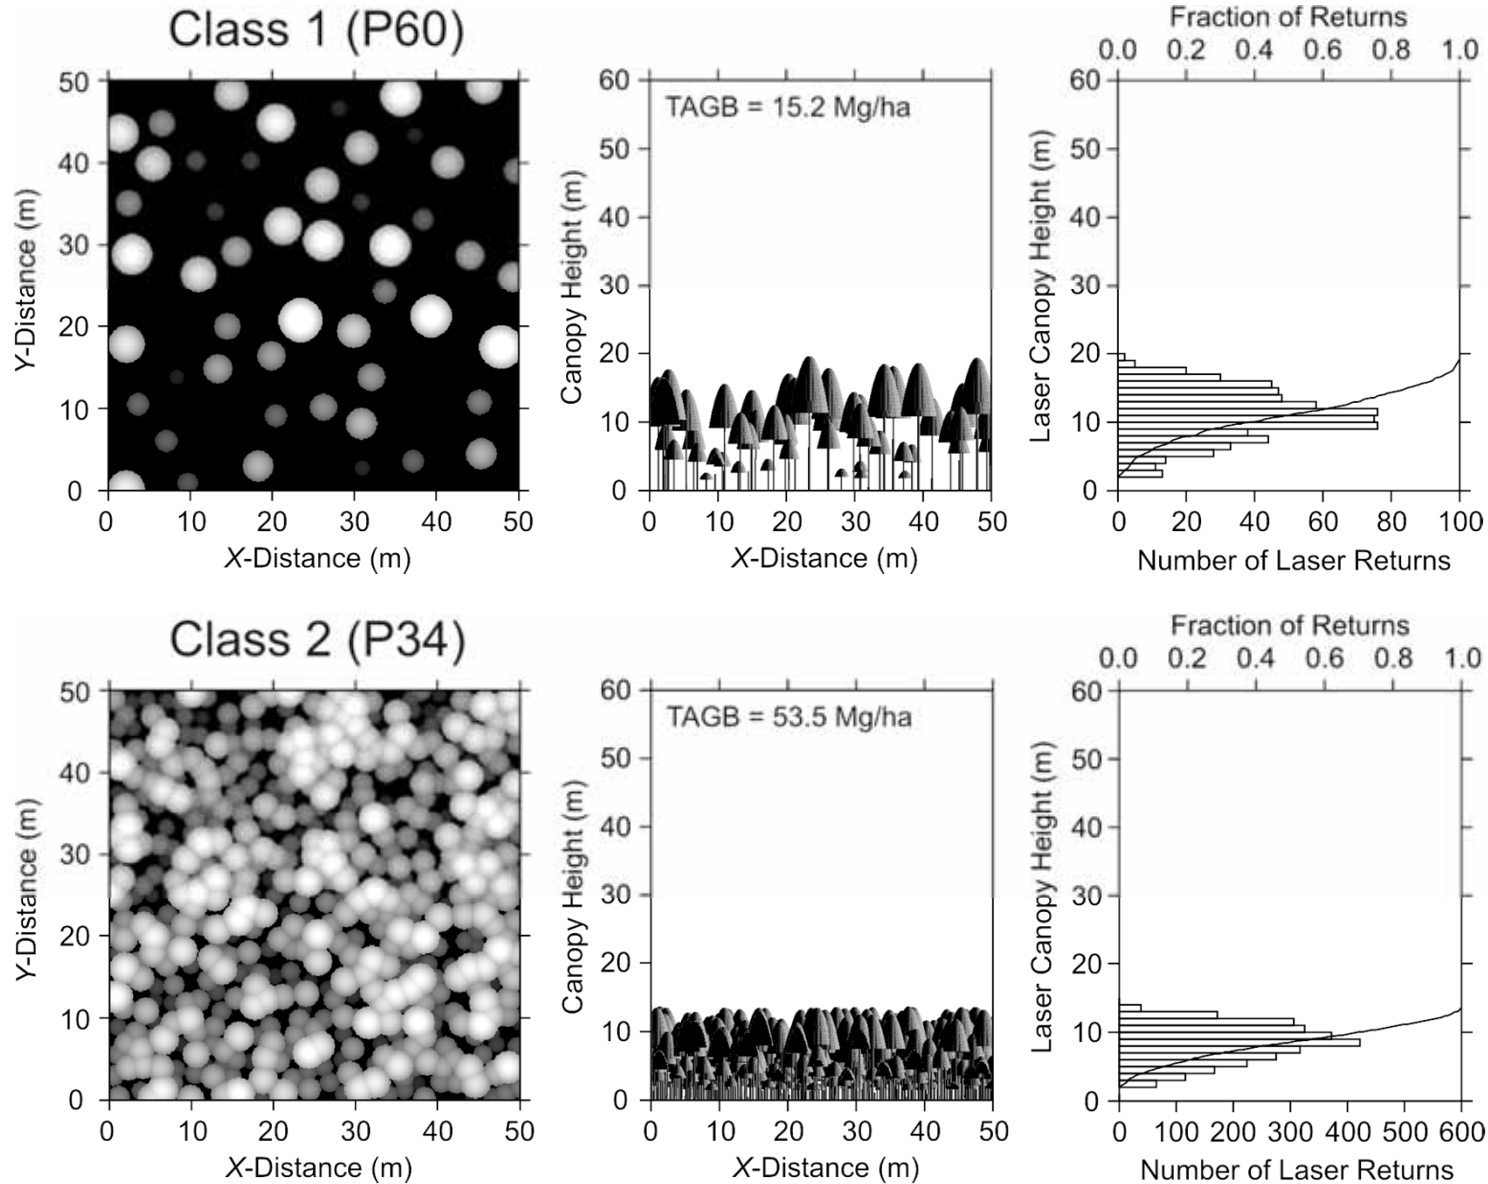 Class 1 (P60)
50
40
30
20
10
0
Y-Distance (m)
0 10 20 30 40 50
X-Distance (m)
TAGB = 15.2 Mg/ha
60
50
40
30
20
10
0
Canopy Height (m)
0 10 20 30 40 50
X-Distance (m)
Fraction of Returns
0.0 0.2 0.4 0.6 0.8 1.0
60
50
40
30
20
10
0
Laser Canopy Height (m)
0 20 40 60 80 100
Number of Laser Returns
Class 2 (P34)
50
40
30
20
10
0
Y-Distance (m)
0 10 20 30 40 50
X-Distance (m)
TAGB = 53.5 Mg/ha
60
50
40
30
20
10
0
Canopy Height (m)
0 10 20 30 40 50
X-Distance (m)
Fraction of Returns
0.0 0.2 0.4 0.6 0.8 1.0
60
50
40
30
20
10
0
Laser Canopy Height (m)
0 100 200 300 400 500 600
Number of Laser Returns